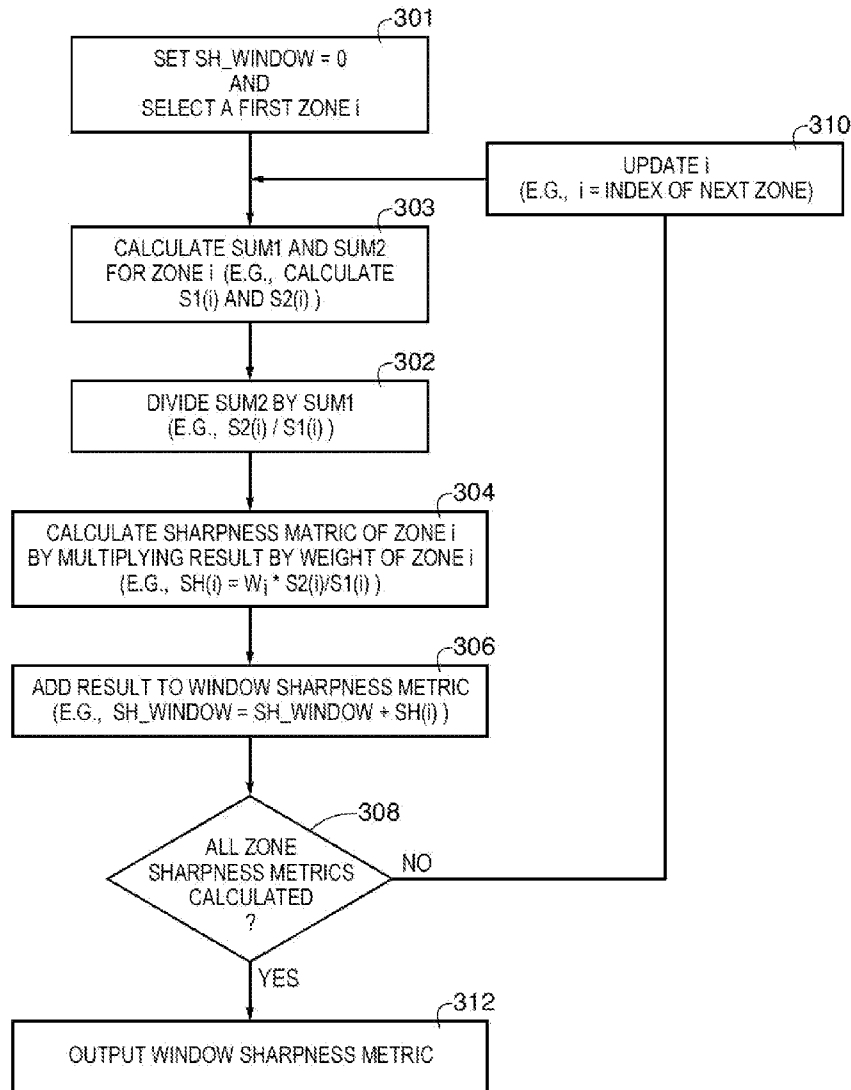 301
SET SH_WINDOW = 0
AND
SELECT A FIRST ZONE i
310
UPDATE i
(E.G., i = INDEX OF NEXT ZONE)
303
CALCULATE SUM1 AND SUM2
FOR ZONE i (E.G., CALCULATE
S1(i) AND S2(i) )
302
DIVIDE SUM2 BY SUM1
(E.G., S2(i) / S1(i) )
304
CALCULATE SHARPNESS MATRIC OF ZONE i
BY MULTIPLYING RESULT BY WEIGHT OF ZONE i
(E.G., SH(i) = Wi * S2(i)/S1(i) )
306
ADD RESULT TO WINDOW SHARPNESS METRIC
(E.G., SH_WINDOW = SH_WINDOW + SH(i) )
308
ALL ZONE
SHARPNESS METRICS
CALCULATED
?
NO
YES
312
OUTPUT WINDOW SHARPNESS METRIC